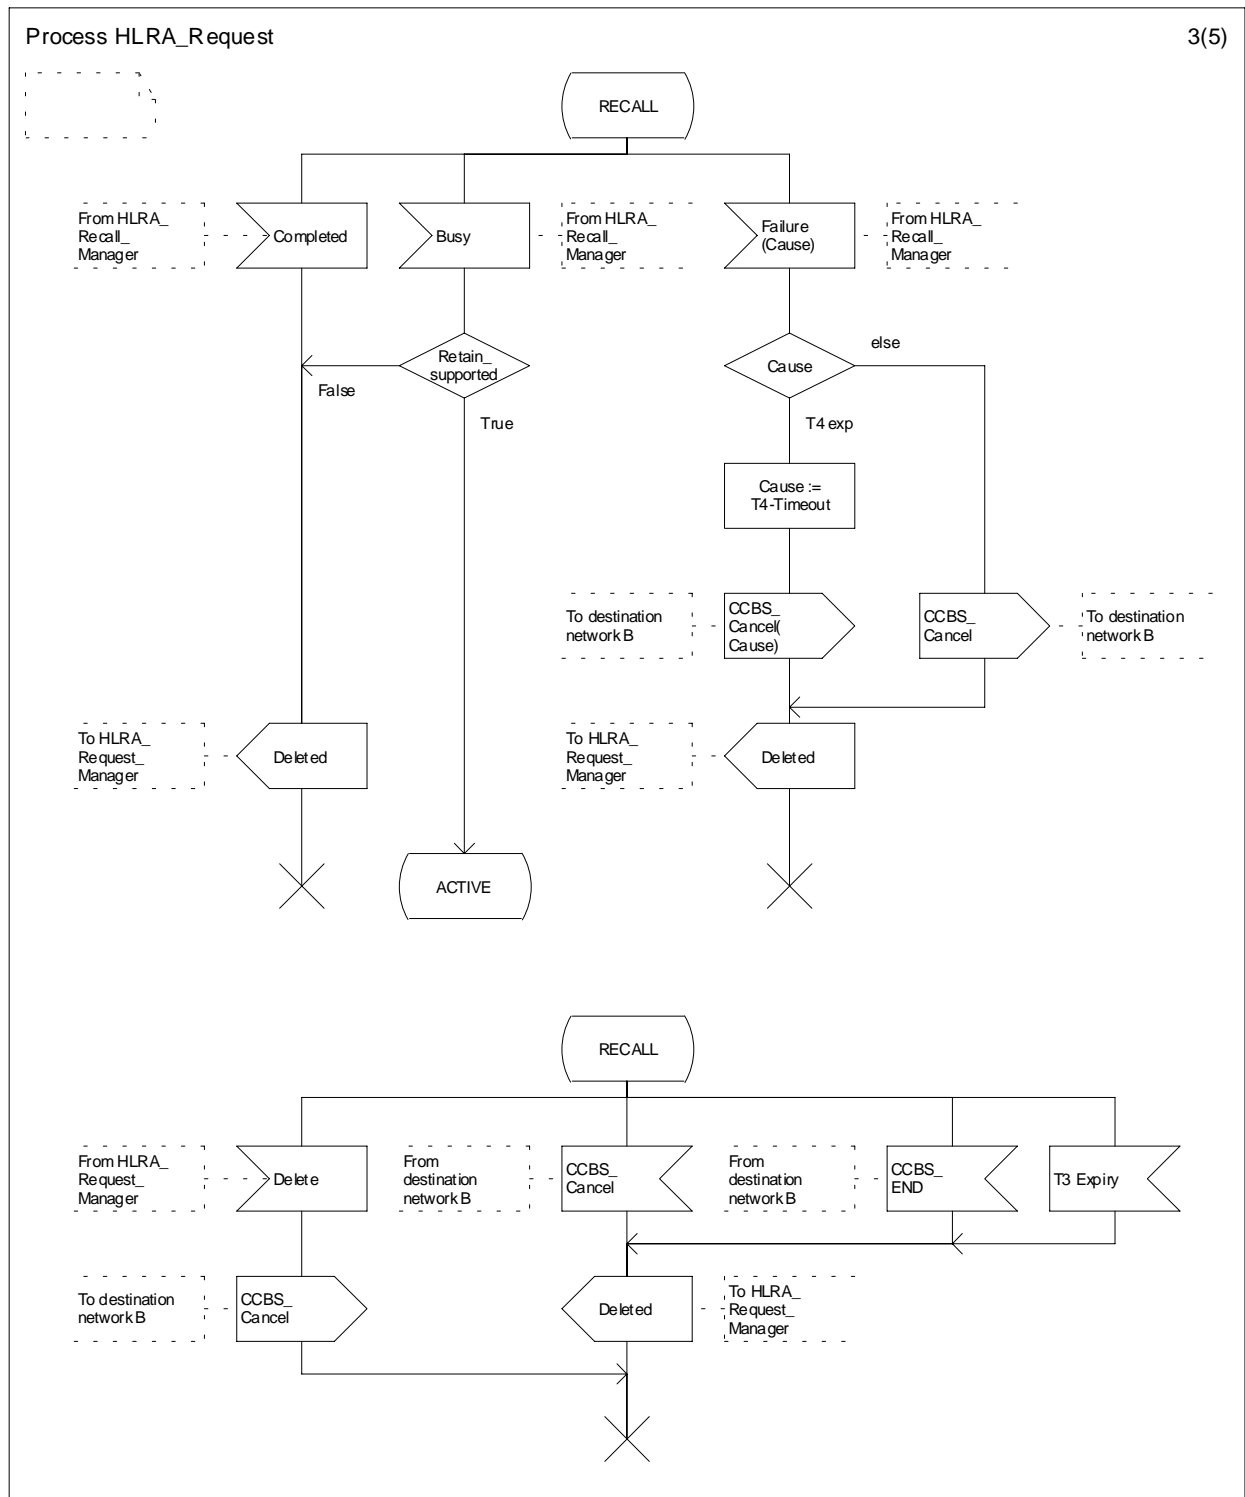 Process HLRA_Request
3(5)
RECALL
From HLRA_
Recall_
Manager
Completed
Busy
From HLRA_
Recall_
Manager
Failure
(Cause)
From HLRA_
Recall_
Manager
Retain_
supported
False
True
Cause
else
T4 exp
Cause :=
T4-Timeout
To destination
network B
CCBS_
Cancel(
Cause)
CCBS_
Cancel
To destination
network B
To HLRA_
Request_
Manager
Deleted
To HLRA_
Request_
Manager
Deleted
ACTIVE
RECALL
From HLRA_
Request_
Manager
Delete
From
destination
network B
CCBS_
Cancel
From
destination
network B
CCBS_
END
T3 Expiry
To destination
network B
CCBS_
Cancel
Deleted
To HLRA_
Request_
Manager